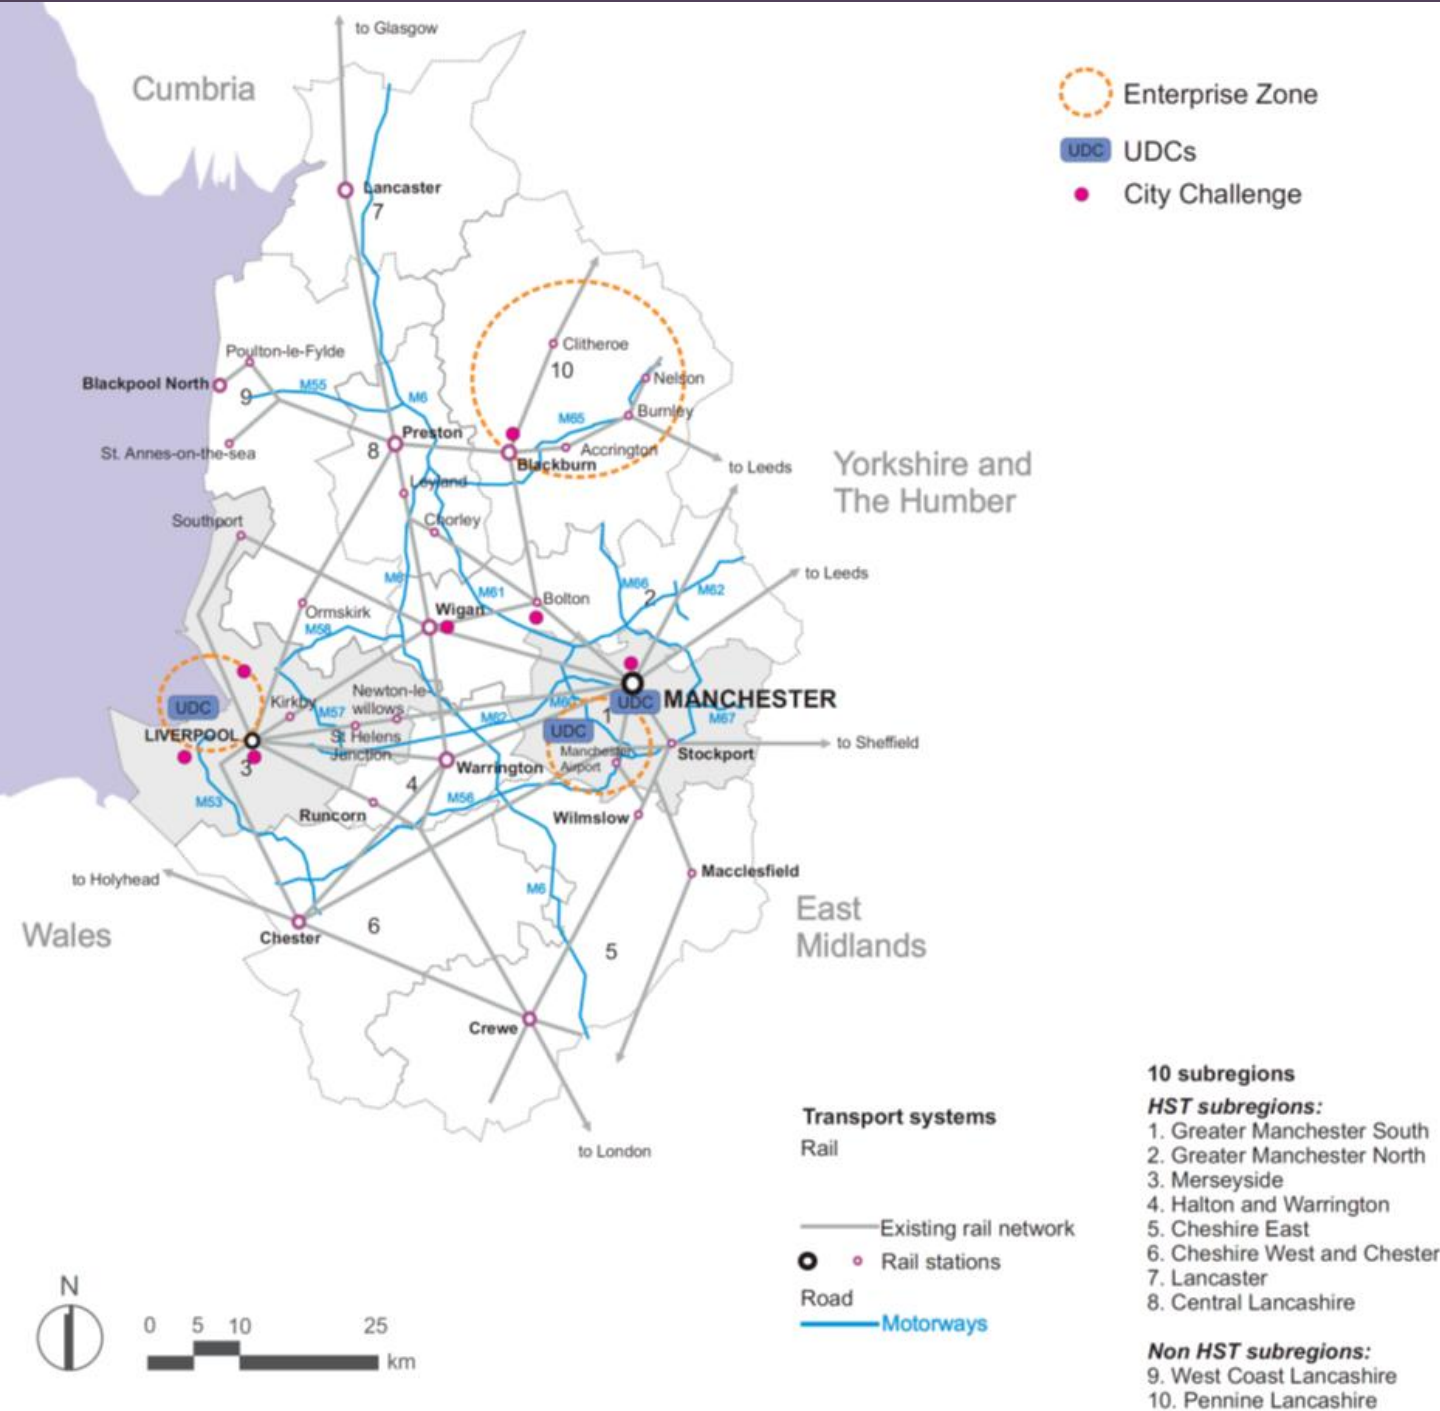 to Glasgow
Cumbria
Enterprise Zone
UDC
UDCs
City Challenge
Lancaster
7
Clitheroe
10
Poulton-le-Fylde
Nelson
Blackpool North
9
M55
M6
M65
Burnley
Preston
8
Accrington
St. Annes-on-the-sea
Blackburn
to Leeds
Yorkshire and
The Humber
Leyland
Southport
Chorley
to Leeds
M6
M61
M66
2
M62
Bolton
Ormskirk
Wigan
M58
Kirkby
Newton-le-
willows
UDC
M57
M62
M60
UDC
MANCHESTER
1
M67
LIVERPOOL
St Helens
Junction
UDC
Manchester
Airport
Stockport
to Sheffield
3
Warrington
4
M53
M56
Runcorn
Wilmslow
to Holyhead
Macclesfield
M6
Wales
6
Chester
East
Midlands
5
Crewe
to London
10 subregions
HST subregions:
1. Greater Manchester South
2. Greater Manchester North
3. Merseyside
4. Halton and Warrington
5. Cheshire East
6. Cheshire West and Chester
7. Lancaster
8. Central Lancashire
Non HST subregions:
9. West Coast Lancashire
10. Pennine Lancashire
Transport systems
Rail
Existing rail network
Rail stations
Road
Motorways
N
0 5 10 25
km